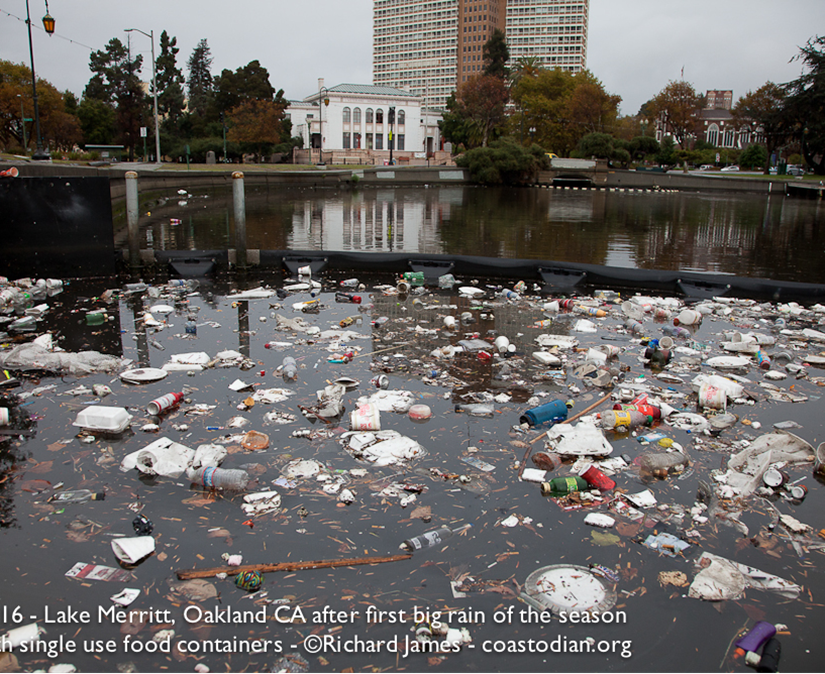 16 - Lake Merritt, Oakland CA after first big rain of the season
h single use food containers - ©Richard James - coastodian.org